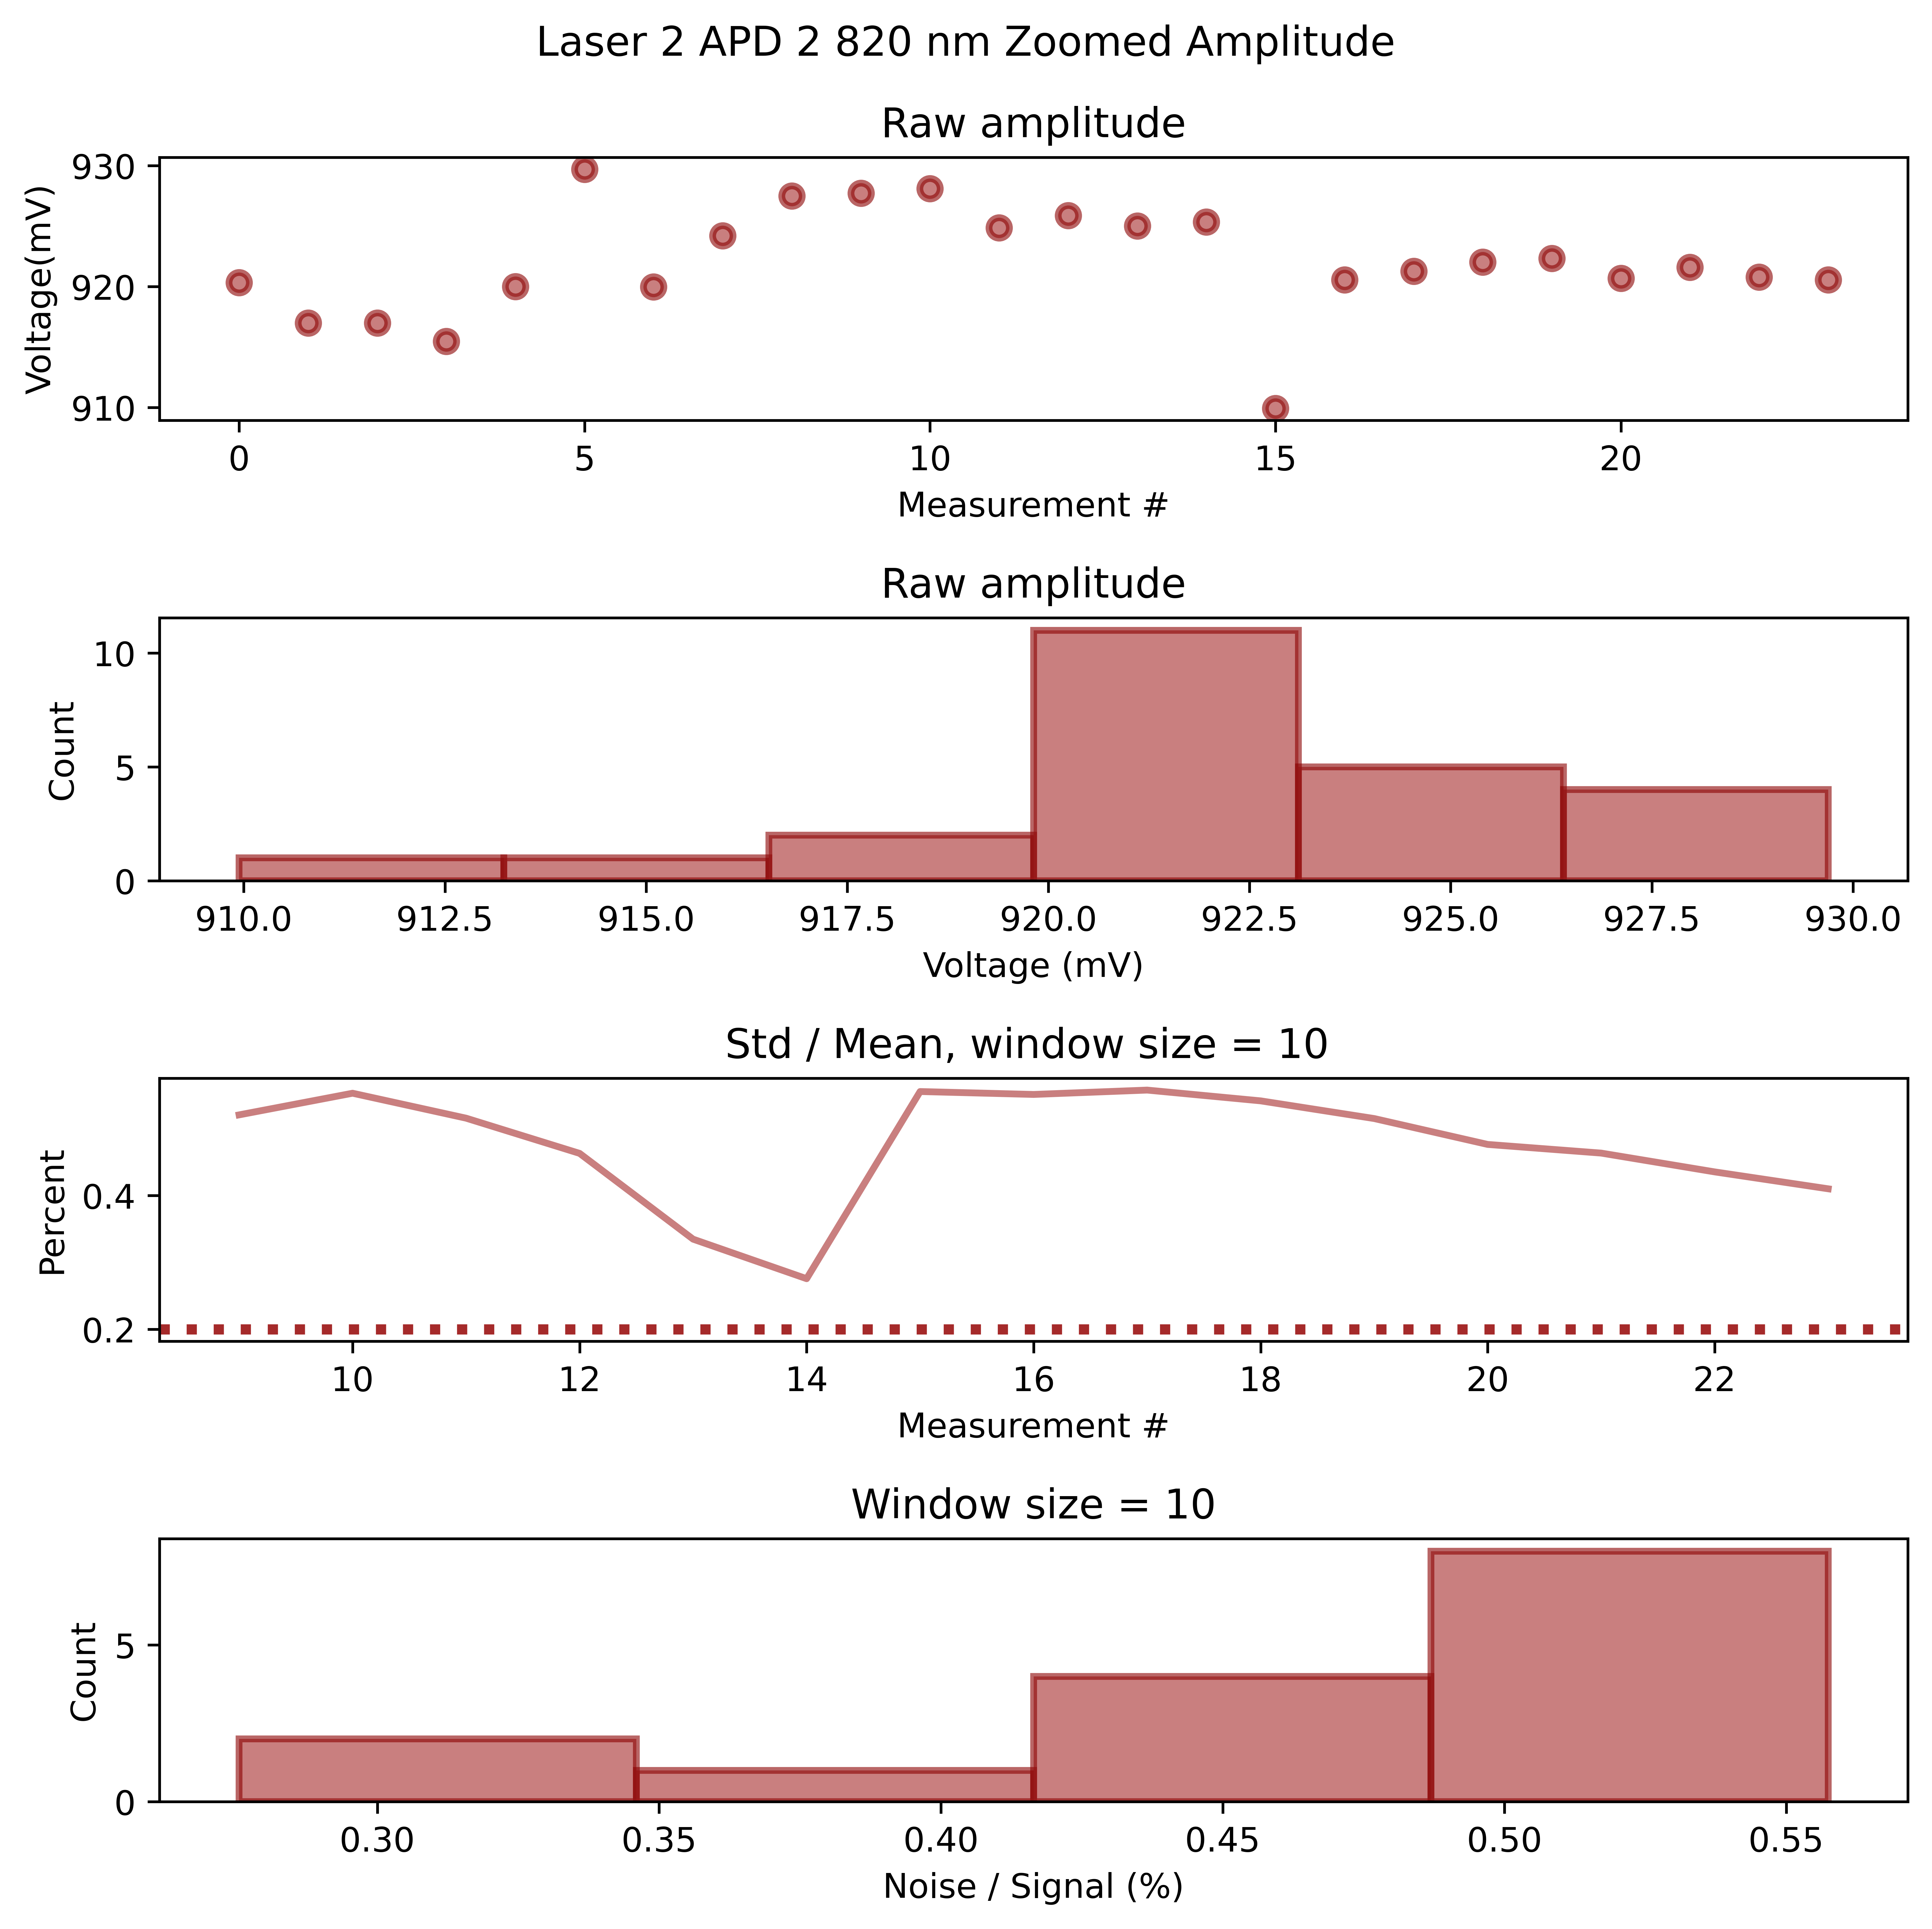 Laser 2 APD 2 820 nm Zoomed Amplitude
Raw amplitude
Voltage(mV)
930
920
910
0 5 10 15 20
Measurement #
Raw amplitude
Count
10
5
0
910.0 912.5 915.0 917.5 920.0 922.5 925.0 927.5 930.0
Voltage (mV)
Std / Mean, window size = 10
Percent
0.4
0.2
10 12 14 16 18 20 22
Measurement #
Window size = 10
Count
5
0
0.30 0.35 0.40 0.45 0.50 0.55
Noise / Signal (%)